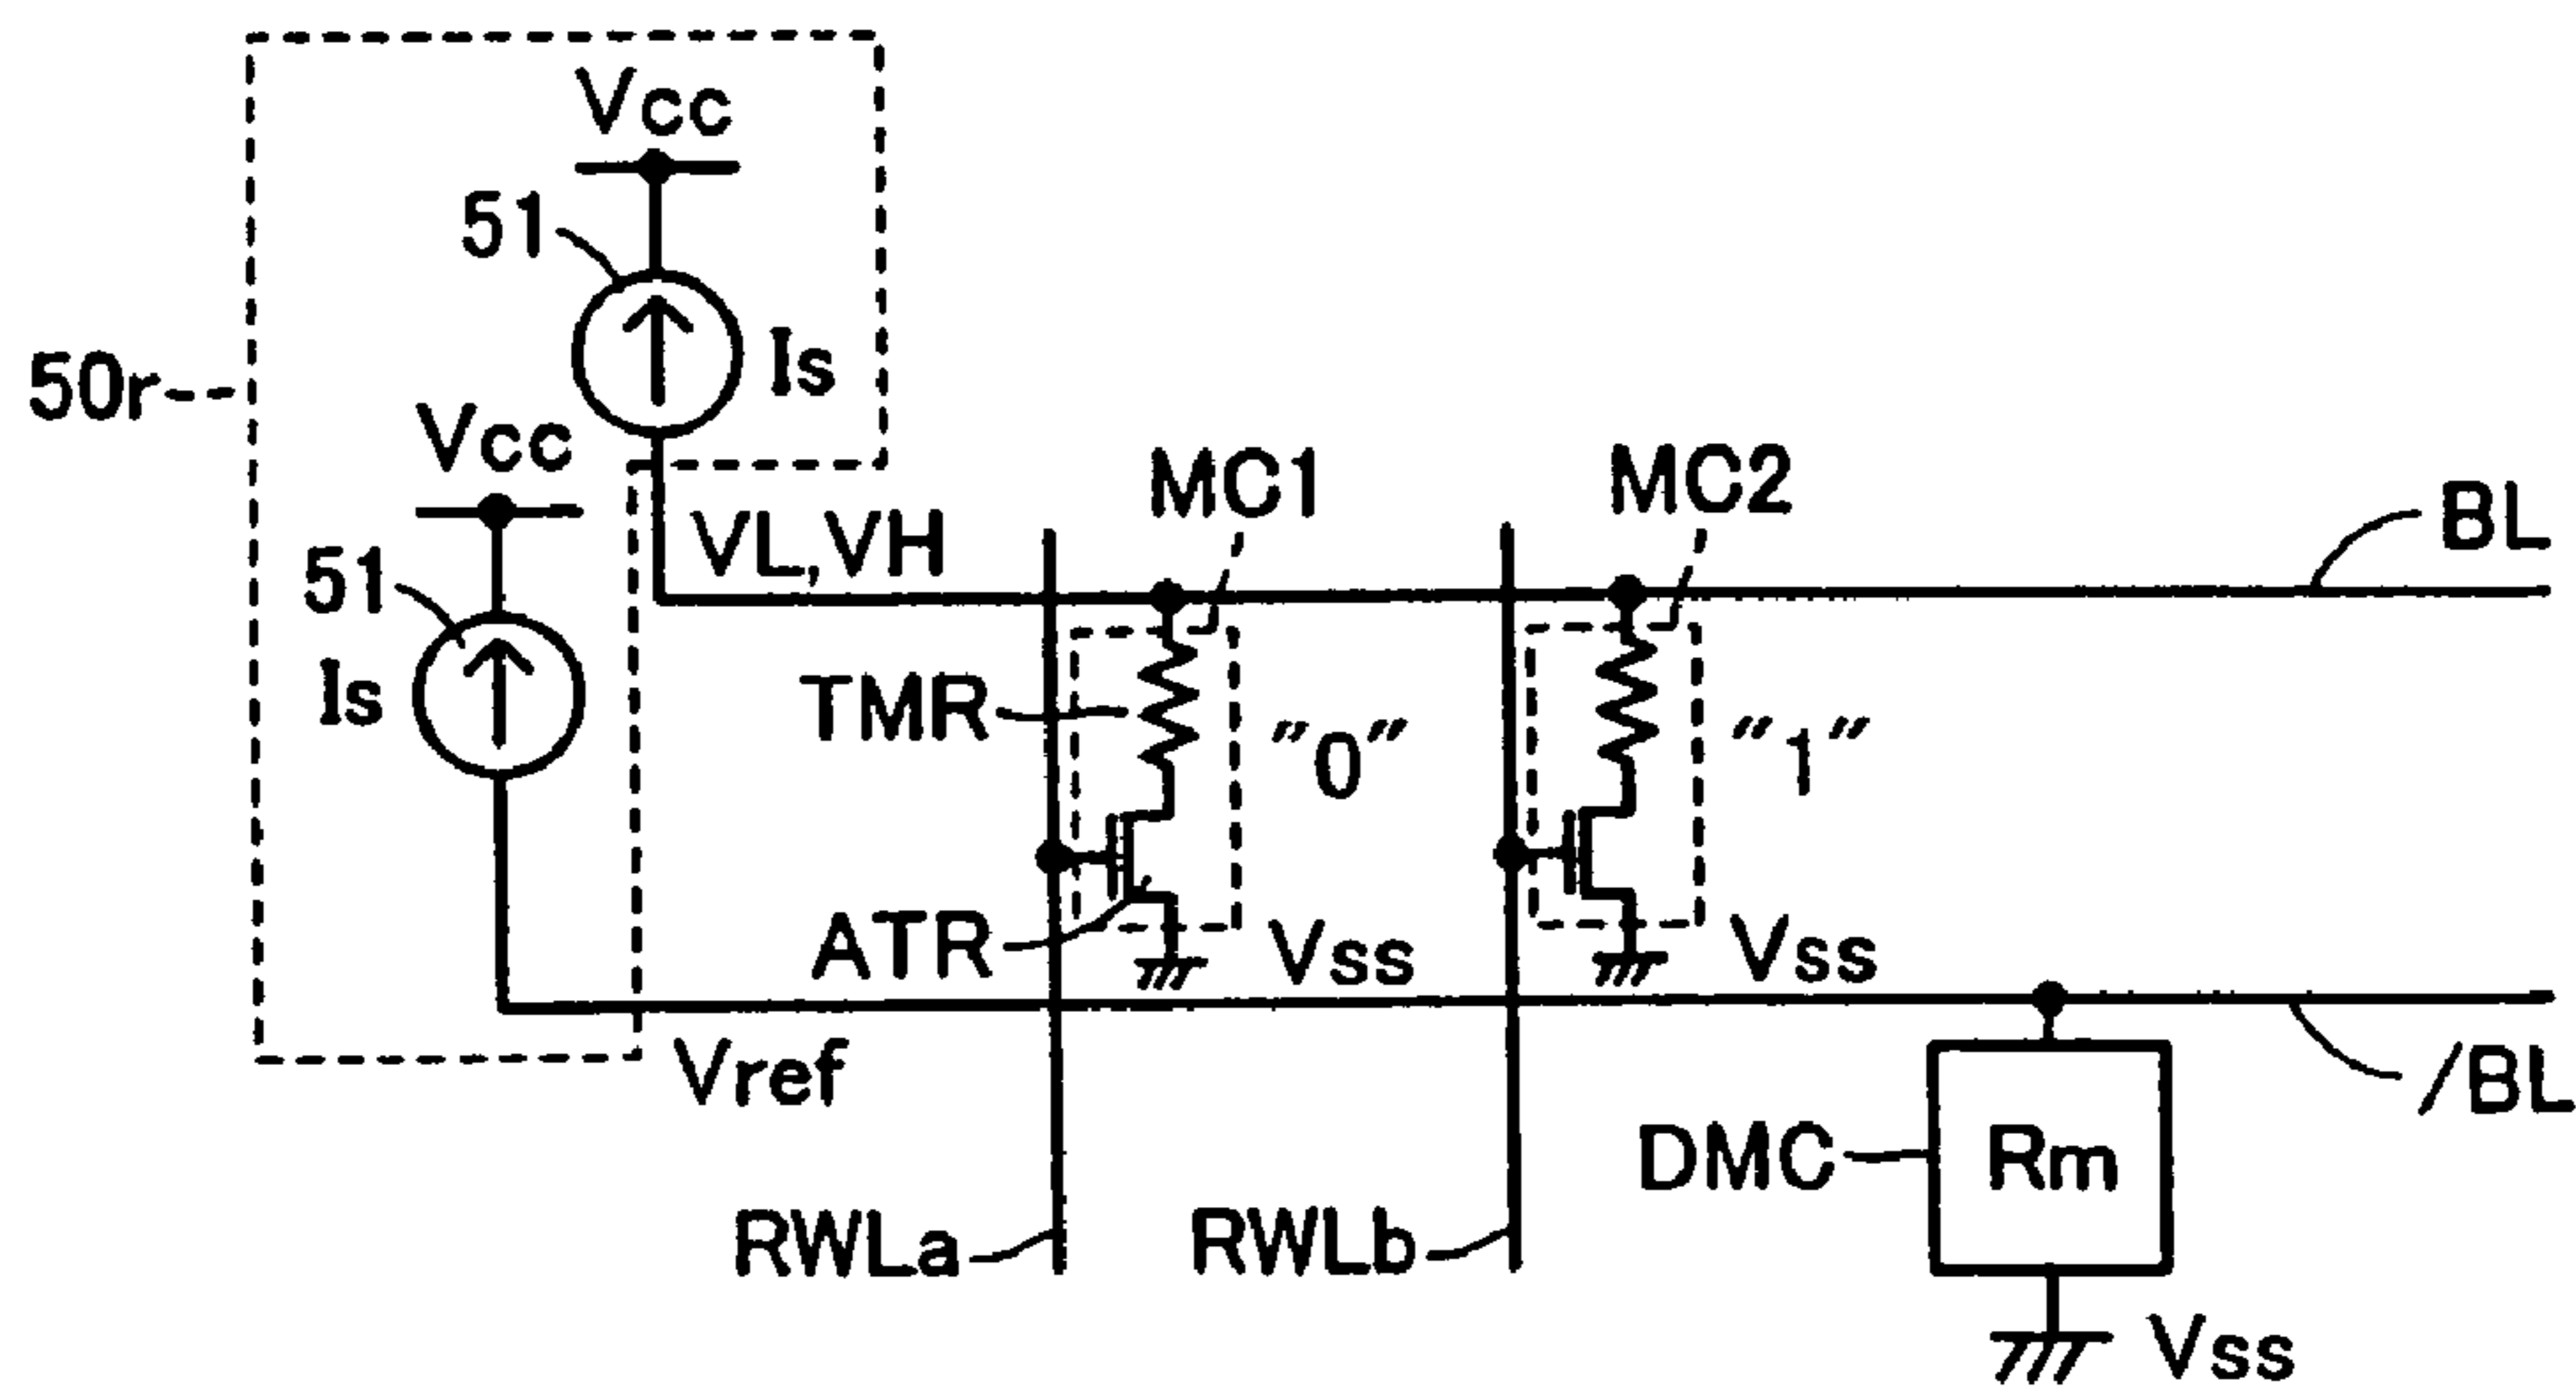 Vcc
51
Is
50r
Vcc
51
Is
VL,VH
MC1
MC2
BL
TMR
"0"
"1"
ATR
Vss
Vss
Vref
/BL
DMC
Rm
RWLa
RWLb
Vss